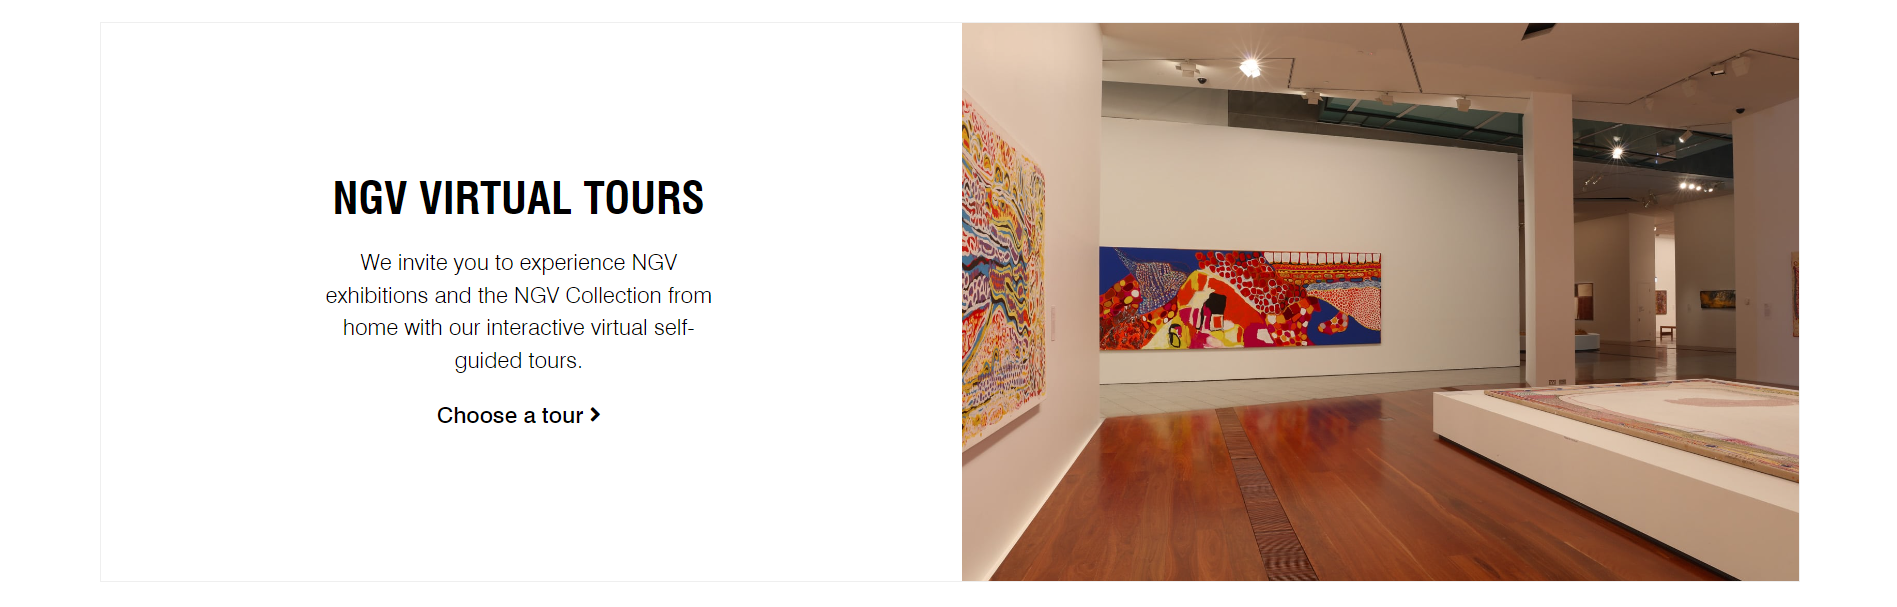 NGV VIRTUAL TOURS
We invite you to experience NGV
exhibitions and the NGV Collection from
home with our interactive virtual self-
guided tours.
Choose a tour